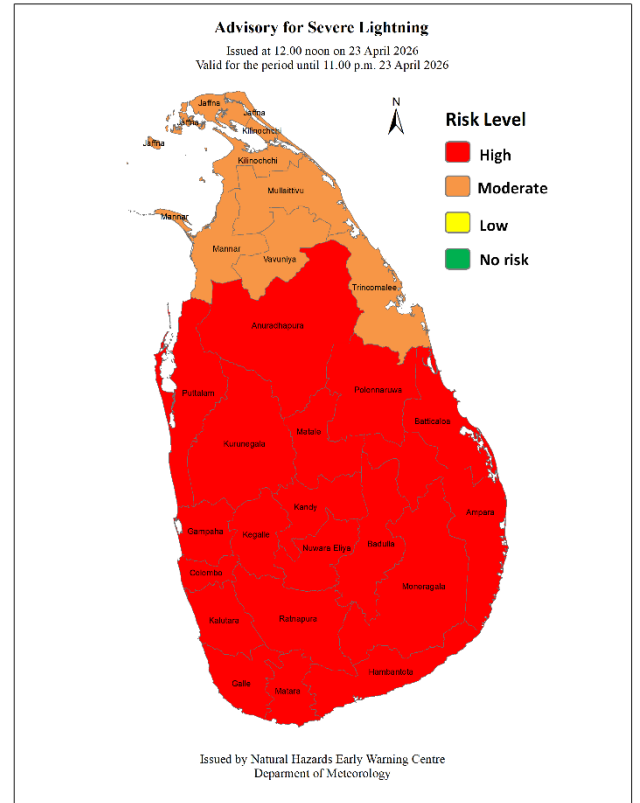 Advisory for Severe Lightning
Issued at 12.00 noon on 23 April 2026
Valid for the period until 11.00 p.m. 23 April 2026
N
Risk Level
High
Moderate
Low
No risk
Jaffna
Jaffna
Jaffna
Kilinochchi
Jaffna
Kilinochchi
Mullaittivu
Mannar
Mannar
Vavuniya
Trincomalee
Anuradhapura
Puttalam
Polonnaruwa
Batticaloa
Matale
Kurunegala
Kandy
Ampara
Gampaha
Kegalle
Nuwara Eliya
Badulla
Colombo
Moneragala
Kalutara
Ratnapura
Hambantota
Galle
Matara
Issued by Natural Hazards Early Warning Centre
Deparment of Meteorology